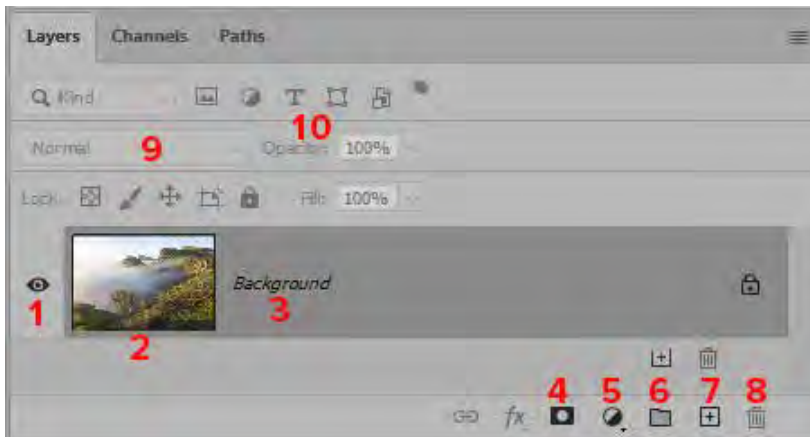 Layers Channels Paths
Kind
10
Normal 9 Opacity: 100%
Lock: Fill: 100%
Background
1 3
2
4 5 6 7 8
fx